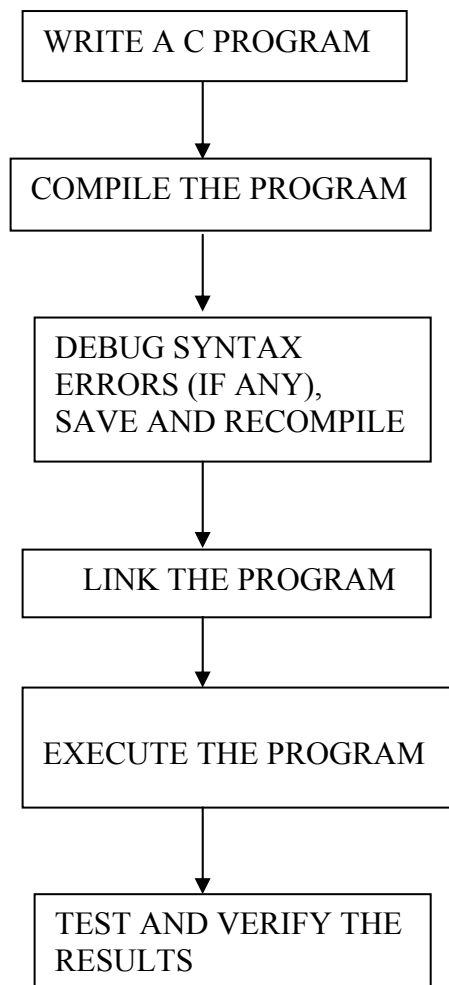 WRITE A C PROGRAM
COMPILE THE PROGRAM
DEBUG SYNTAX
ERRORS (IF ANY),
SAVE AND RECOMPILE
LINK THE PROGRAM
EXECUTE THE PROGRAM
TEST AND VERIFY THE
RESULTS